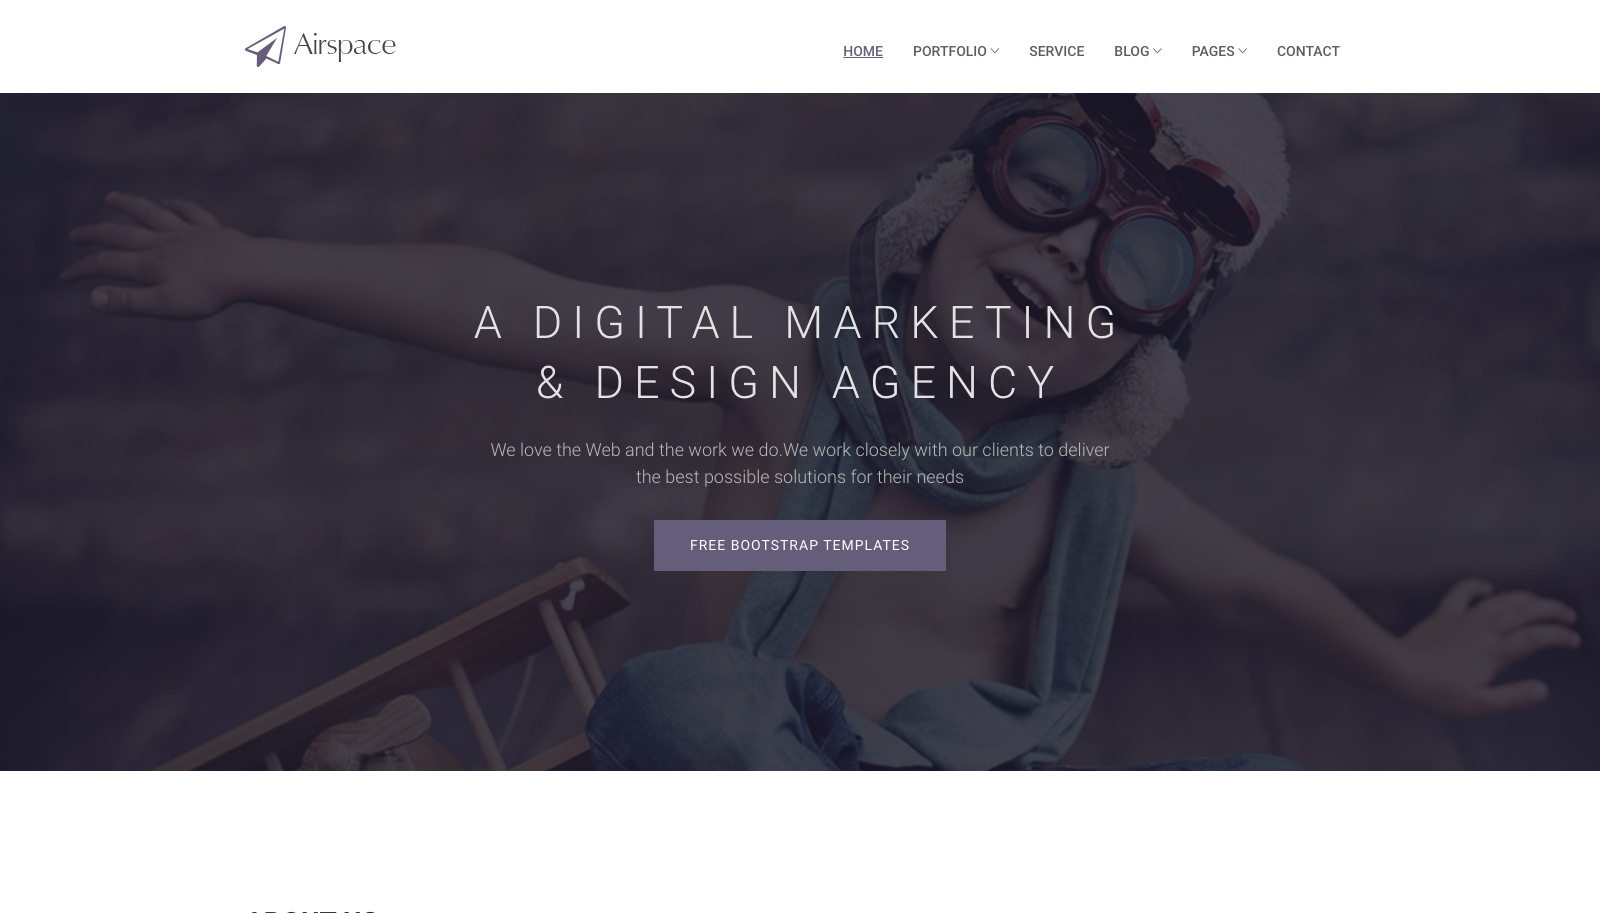 Airspace
HOME
PORTFOLIO
SERVICE
BLOG
PAGES
CONTACT
A DIGITAL MARKETING
& DESIGN AGENCY
We love the Web and the work we do.We work closely with our clients to deliver
the best possible solutions for their needs
FREE BOOTSTRAP TEMPLATES
ABOUT US